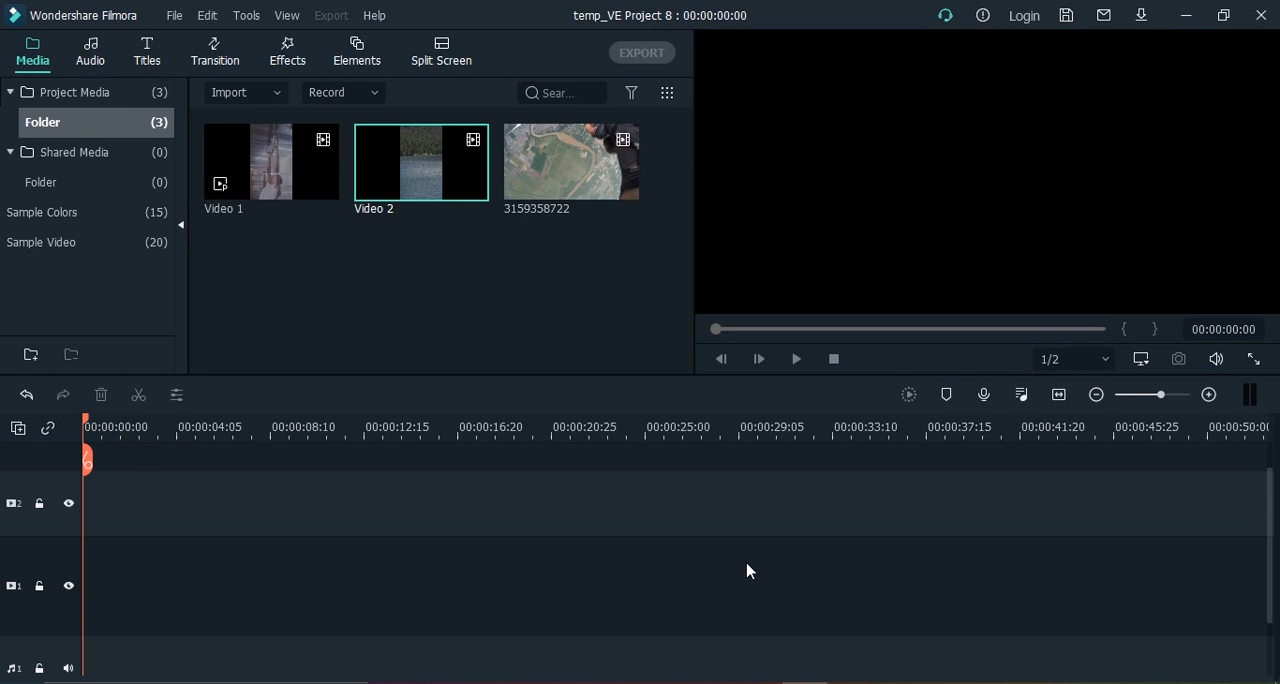 Wondershare Filmora File Edit Tools View Export Help temp_VE Project 8 : 00:00:00:00 Login
Media Audio Titles Transition Effects Elements Split Screen EXPORT
Project Media (3) Import Record Sear...
Folder (3)
Shared Media (0)
Folder (0)
Sample Colors (15)
Sample Video (20)
Video 1 Video 2 3159358722
00:00:00:00
1/2
00:00:00:00 00:00:04:05 00:00:08:10 00:00:12:15 00:00:16:20 00:00:20:25 00:00:25:00 00:00:29:05 00:00:33:10 00:00:37:15 00:00:41:20 00:00:45:25 00:00:50:0
2
1
1